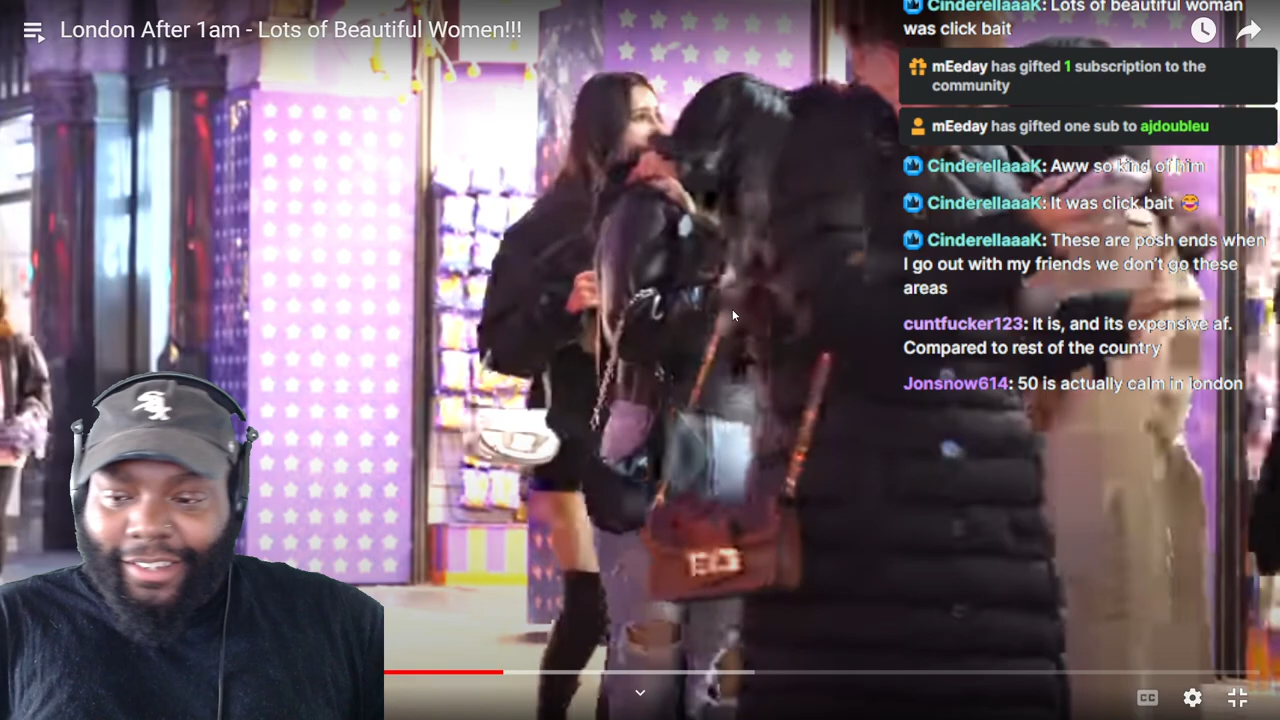 London After 1am - Lots of Beautiful Women!!!
CinderellaaaK: Lots of beautiful woman
was click bait
mEeday has gifted 1 subscription to the
community
mEeday has gifted one sub to ajdoubleu
CinderellaaaK: Aww so kind of him
CinderellaaaK: It was click bait 😂
CinderellaaaK: These are posh ends when
I go out with my friends we don't go these
areas
cuntfucker123: It is, and its expensive af.
Compared to rest of the country
Jonsnow614: 50 is actually calm in london
CC